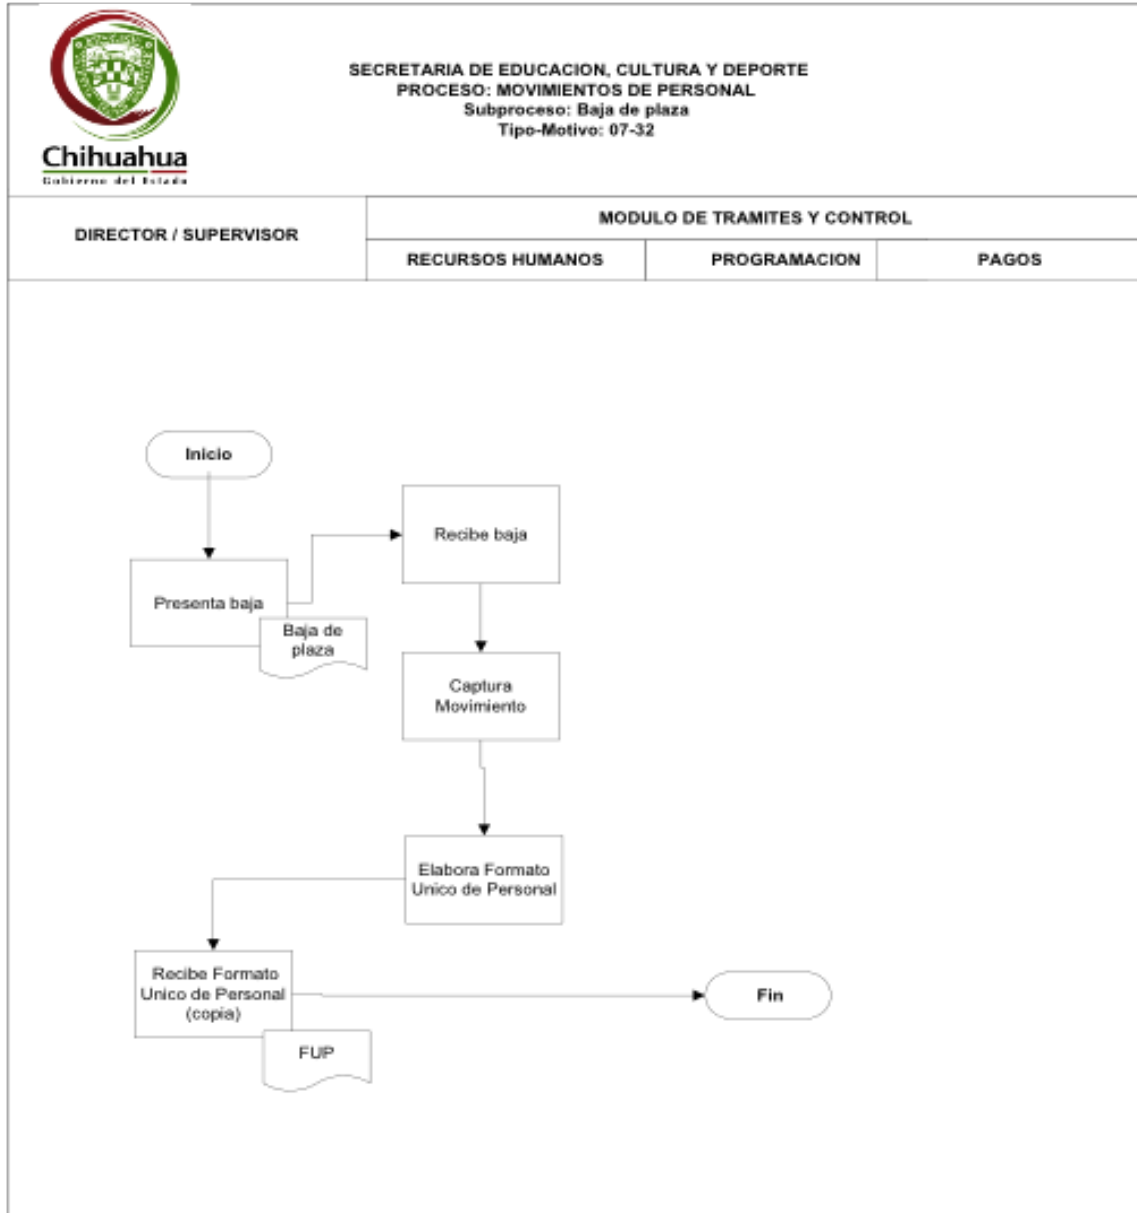 SECRETARIA DE EDUCACION, CULTURA Y DEPORTE
PROCESO: MOVIMIENTOS DE PERSONAL
Subproceso: Baja de plaza
Tipo-Motivo: 07-32
Chihuahua
Gobierno del Estado
DIRECTOR / SUPERVISOR
MODULO DE TRAMITES Y CONTROL
RECURSOS HUMANOS
PROGRAMACION
PAGOS
Inicio
Recibe baja
Presenta baja
Baja de
plaza
Captura
Movimiento
Elabora Formato
Unico de Personal
Recibe Formato
Unico de Personal
(copia)
Fin
FUP